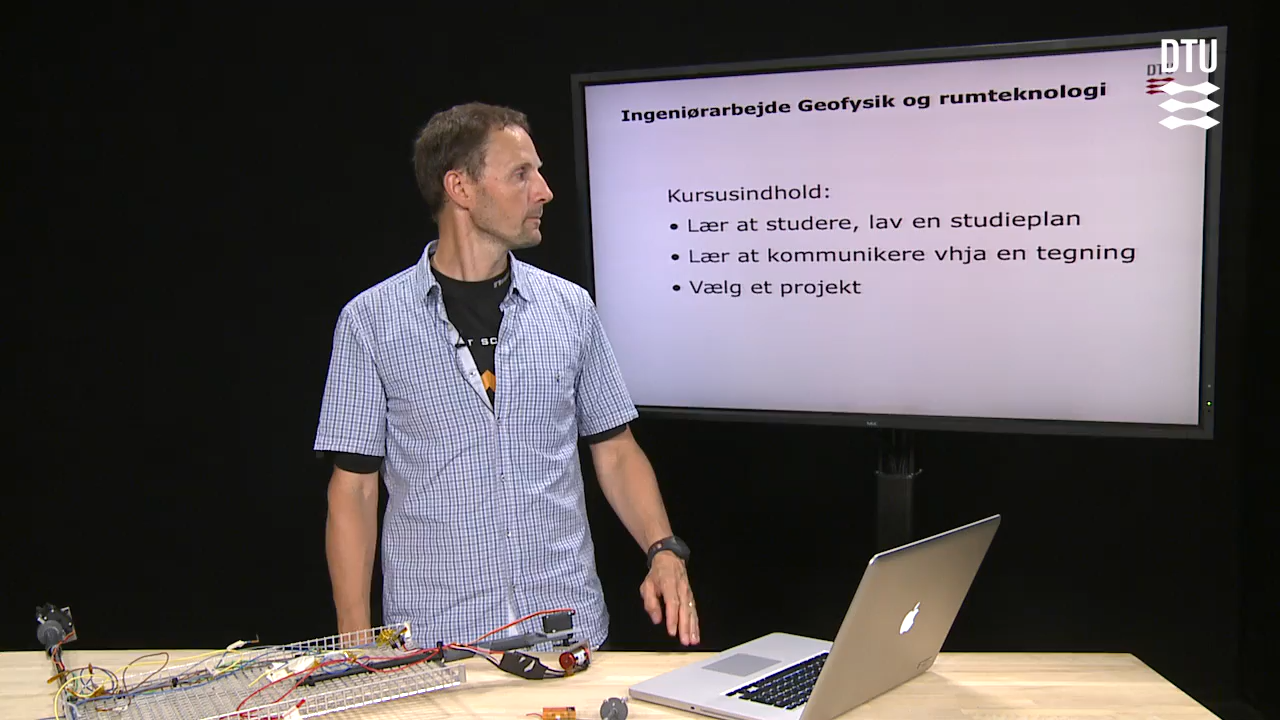 DTU
DTU
Ingeniørarbejde Geofysik og rumteknologi
Kursusindhold:
• Lær at studere, lav en studieplan
• Lær at kommunikere vhja en tegning
• Vælg et projekt